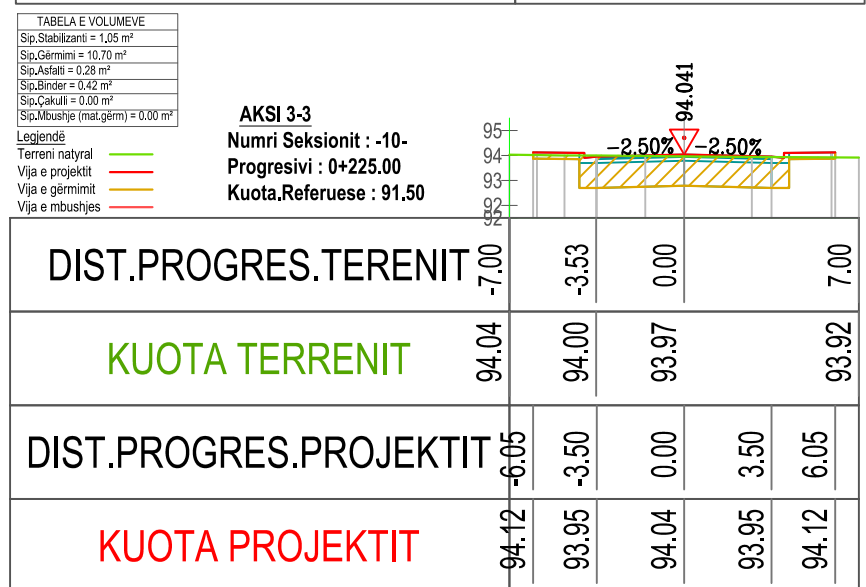 TABELA E VOLUMEVE
Sip.Stabilizanti = 1.05 m²
Sip.Gërmimi = 10.70 m²
Sip.Asfalti = 0.28 m²
Sip.Binder = 0.42 m²
Sip.Çakulli = 0.00 m²
Sip.Mbushje (mat.gërm) = 0.00 m²
Legjendë
Terreni natyral
Vija e projektit
Vija e gërmimit
Vija e mbushjes
AKSI 3-3
Numri Seksionit : -10-
Progresivi : 0+225.00
Kuota.Referuese : 91.50
94.041
-2.50% -2.50%
95
94
93
92
92
DIST.PROGRES.TERENIT -7.00 -3.53 0.00 7.00
KUOTA TERRENIT 94.04 94.00 93.97 93.92
DIST.PROGRES.PROJEKTIT -6.05 -3.50 0.00 3.50 6.05
KUOTA PROJEKTIT 94.12 93.95 94.04 93.95 94.12